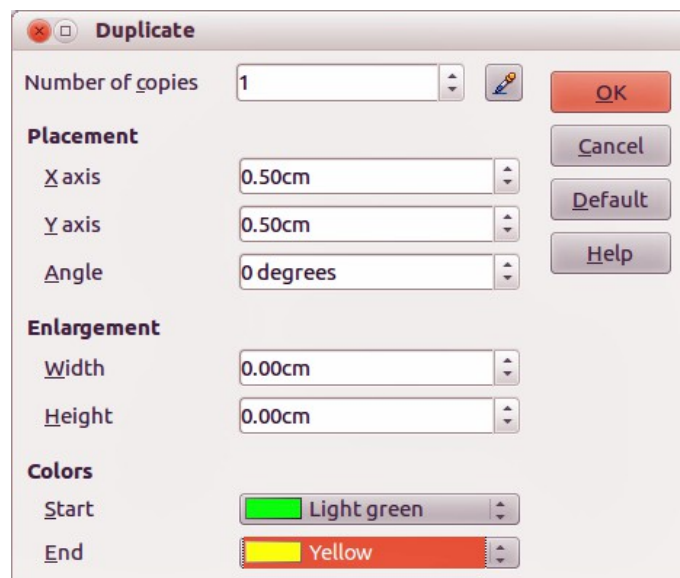 Duplicate
Number of copies 1
OK
Placement
Cancel
X axis 0.50cm
Default
Y axis 0.50cm
Help
Angle 0 degrees
Enlargement
Width 0.00cm
Height 0.00cm
Colors
Start Light green
End Yellow